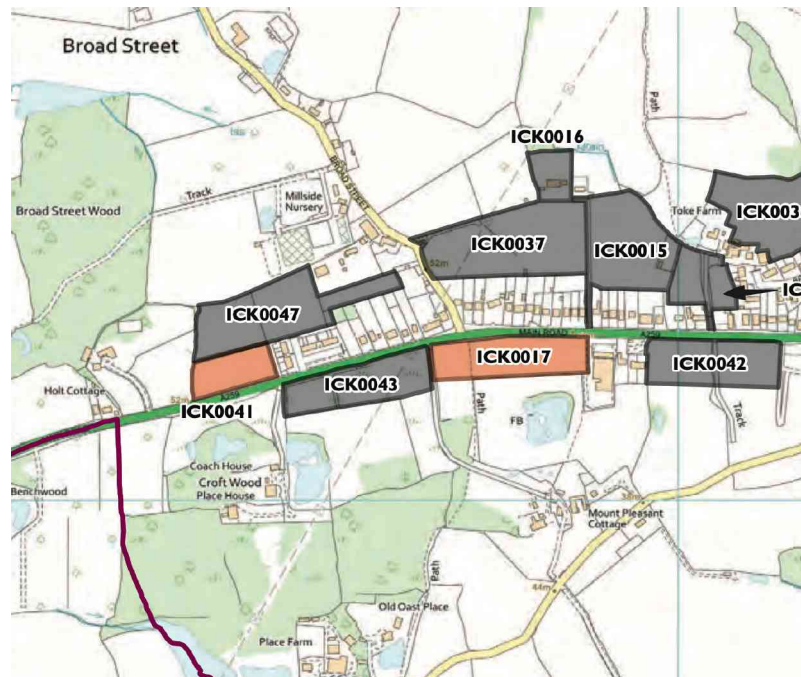 Broad Street
ICK0016
Path
BROAD STREET
Track
Millside
Nursery
Broad Street Wood
Toke Farm
ICK003
ICK0037
ICK0015
52m
IC
ICK0047
MAIN ROAD
A259
ICK0017
ICK0042
ICK0043
Holt Cottage
52m
A259
ICK0041
Path
FB
Track
Coach House
Croft Wood
Place House
Benchwood
38m
Mount Pleasant
Cottage
Path
44m
Old Oast Place
Place Farm